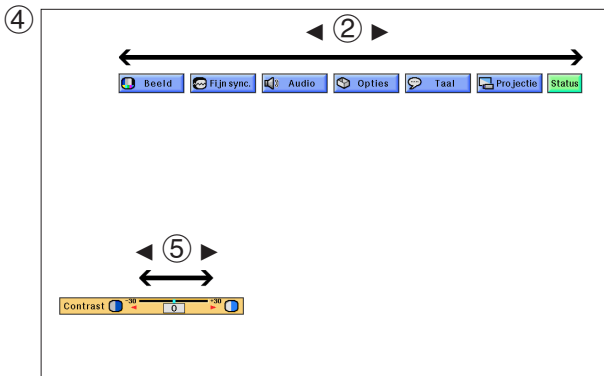 ④
◄ ② ►
Beeld Fijn sync. Audio Opties Taal Projectie Status
◄ ⑤ ►
Contrast -30 0 +30